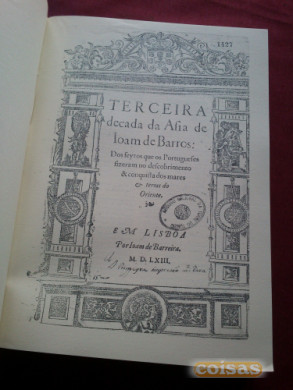 TERCEIRA
decada da Asia de
Ioam de Barros:
Dos feytos que os Portugueses
fizeram no descobrimento
& conquista dos mares
& terras do
Oriente.
EM LISBOA
Por Ioam de Barreira.
M. D. LXIII.
coisas